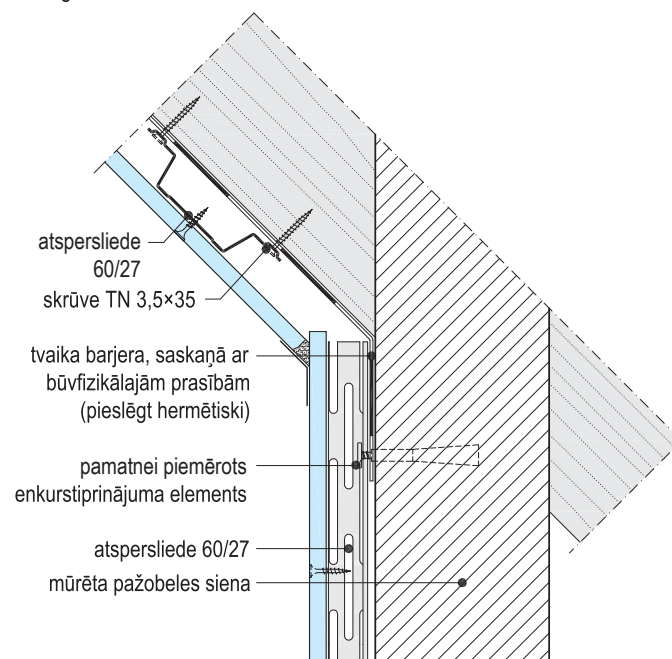 atspersliede
60/27
skrūve TN 3,5×35
tvaika barjera, saskaņā ar
būvfizikālajām prasībām
(pieslēgt hermētiski)
pamatnei piemērots
enkurstiprinājuma elements
atspersliede 60/27
mūrēta pažobeles siena